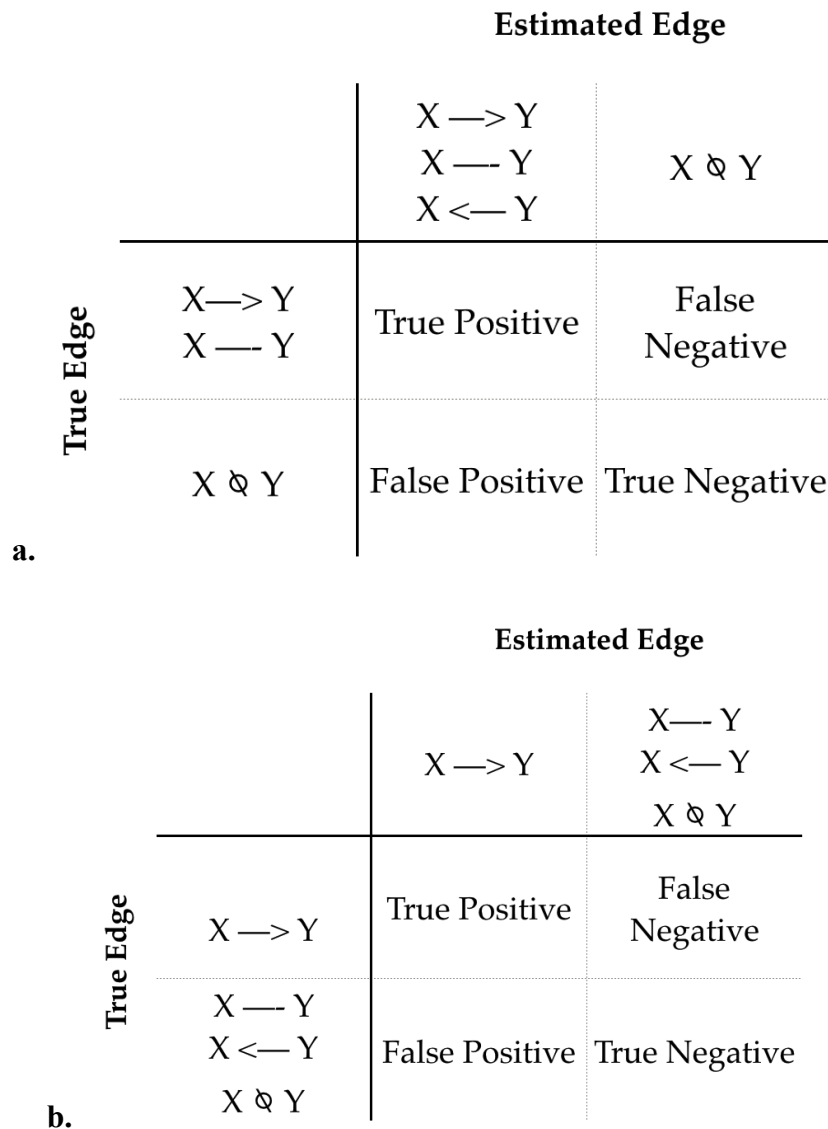 Estimated Edge
X —> Y
X —- Y
X <— Y
X ⦰ Y
True Edge
X—> Y
X —- Y
True Positive
False
Negative
X ⦰ Y
False Positive
True Negative
a.
Estimated Edge
X —> Y
X—- Y
X <— Y
X ⦰ Y
True Edge
X —> Y
True Positive
False
Negative
X —- Y
X <— Y
X ⦰ Y
False Positive
True Negative
b.